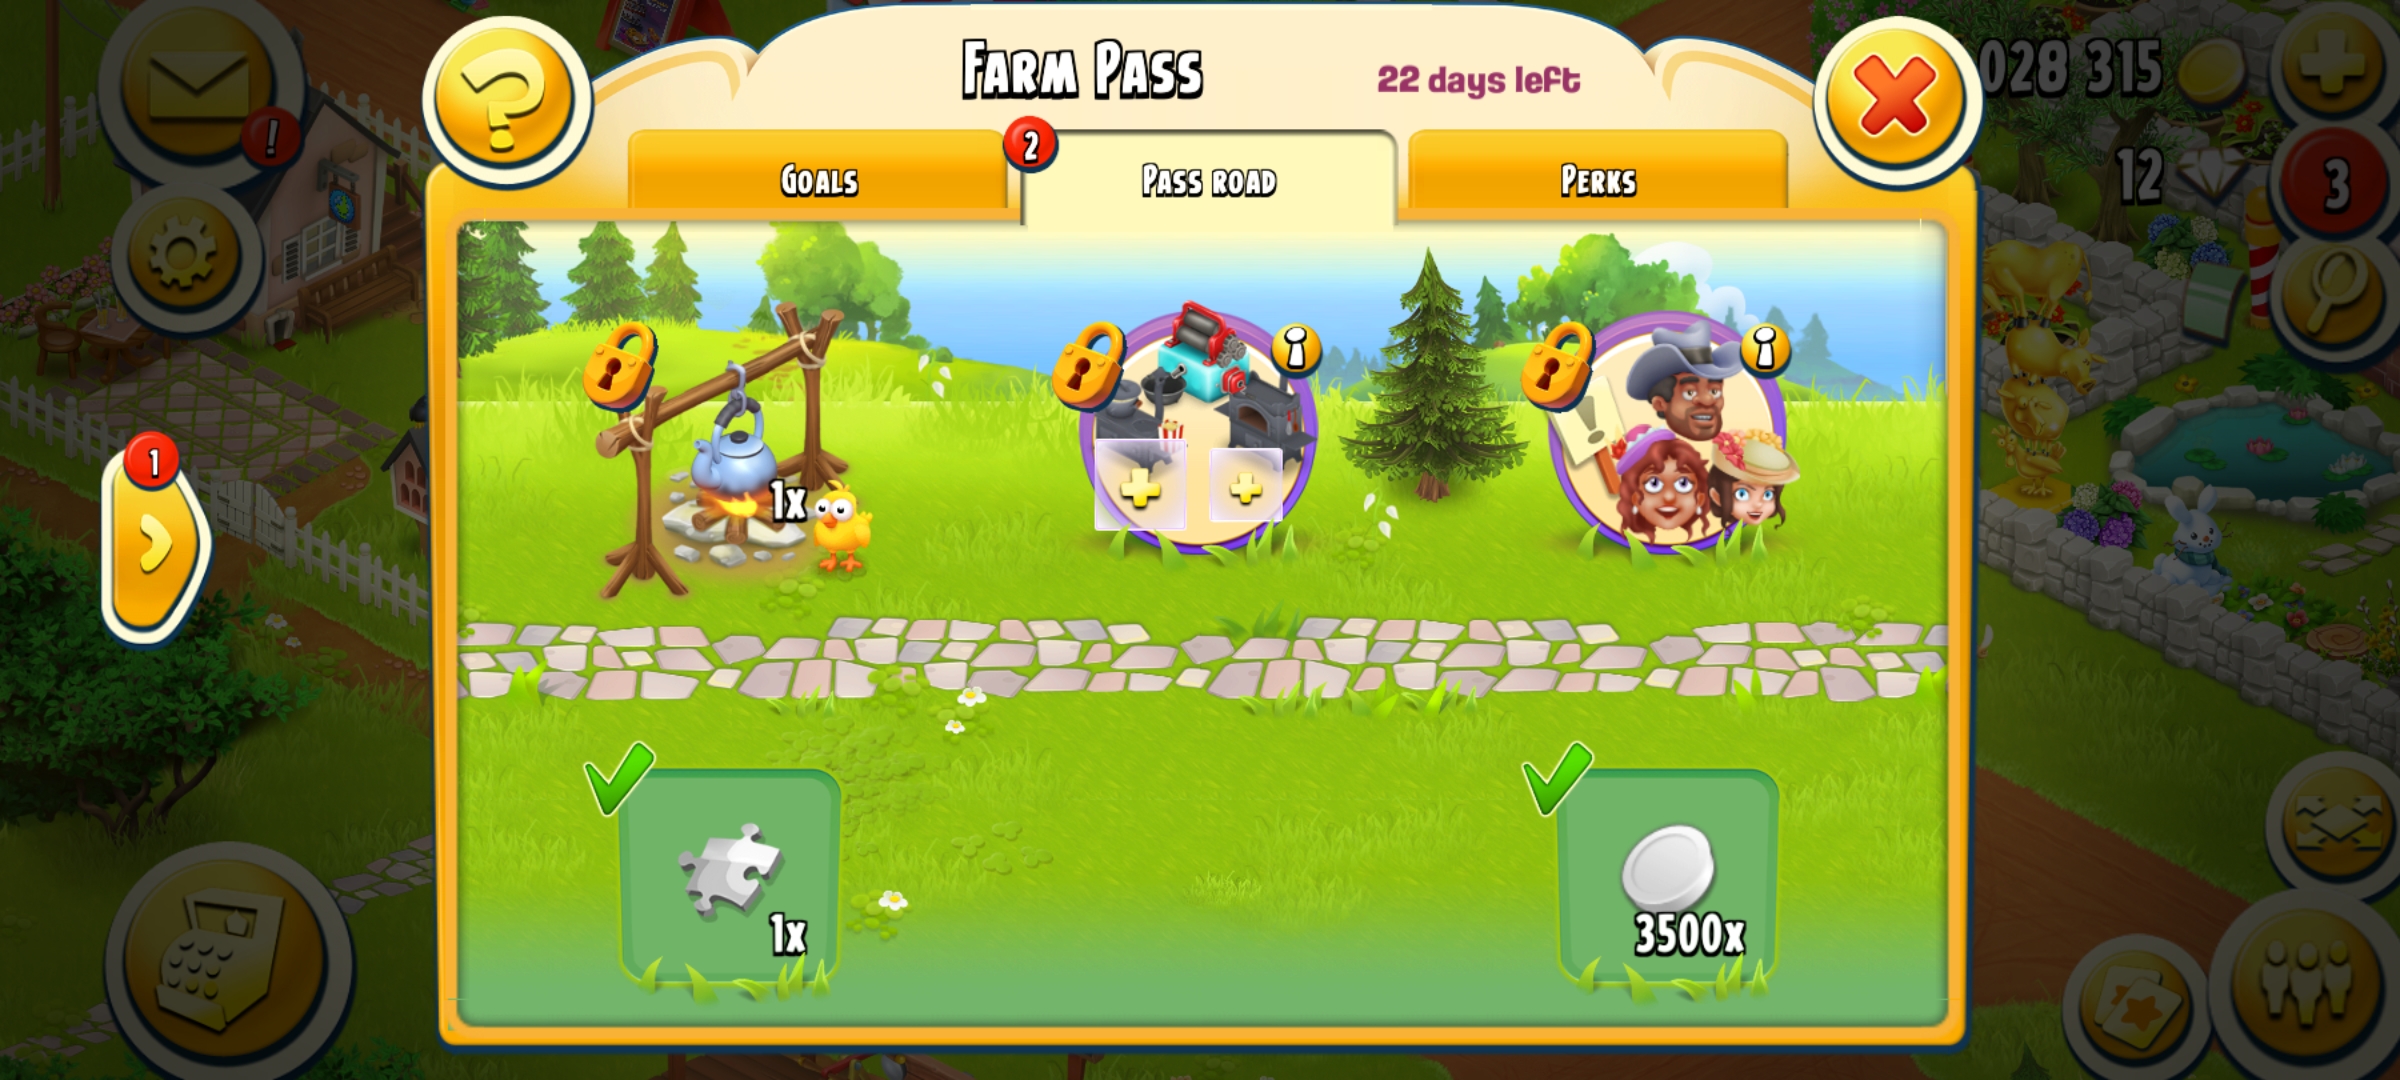 FARM PASS
22 days left
028 315
GOALS
2
PASS ROAD
PERKS
12
3
!
1
1x
1x
3500x